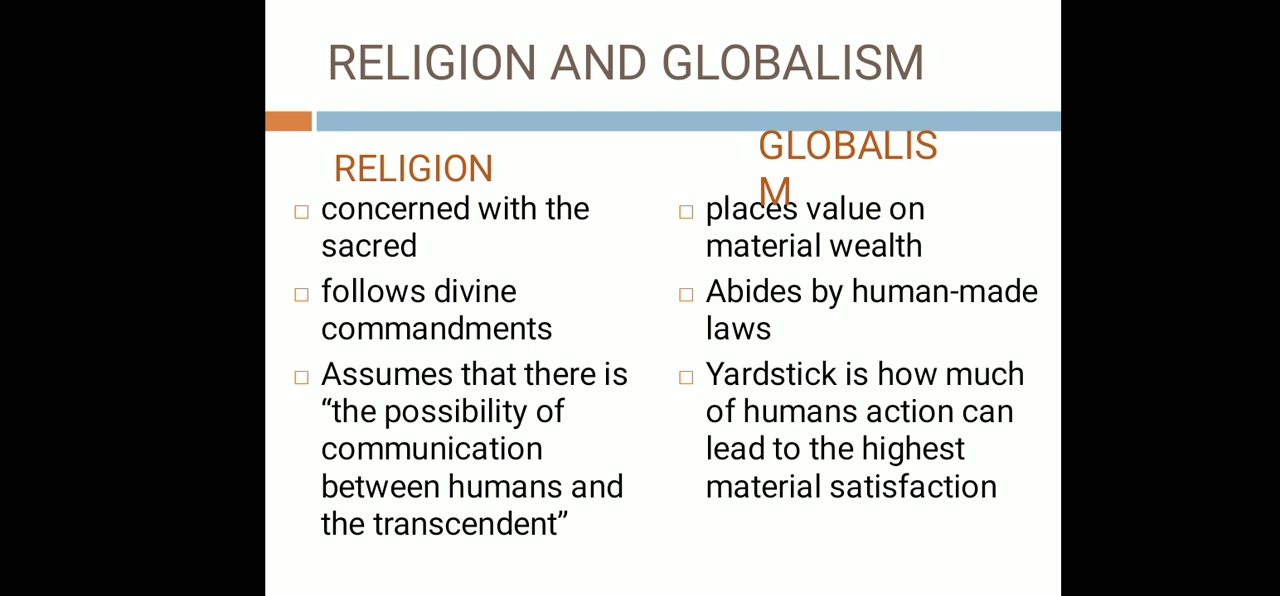 RELIGION AND GLOBALISM
RELIGION
concerned with the
sacred
follows divine
commandments
Assumes that there is
“the possibility of
communication
between humans and
the transcendent”
GLOBALIS
M
places value on
material wealth
Abides by human-made
laws
Yardstick is how much
of humans action can
lead to the highest
material satisfaction